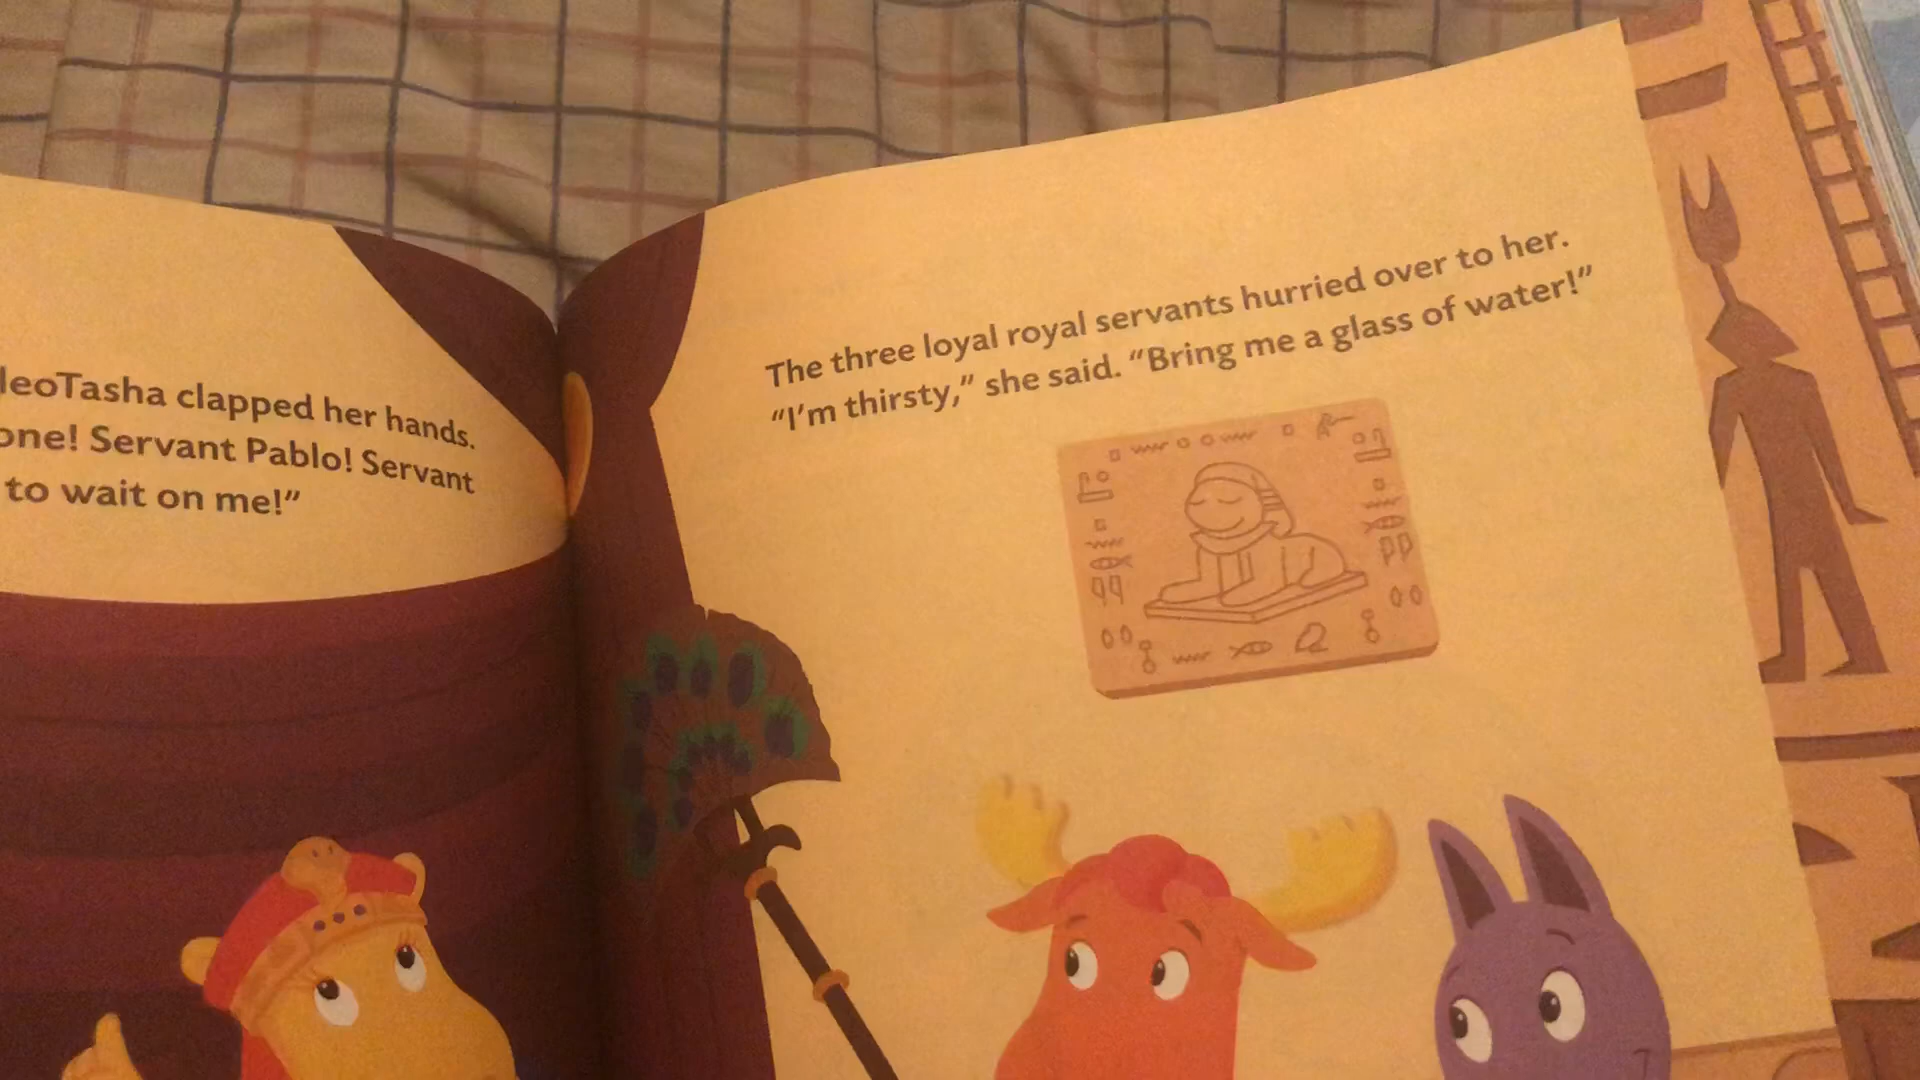 leoTasha clapped her hands.
one! Servant Pablo! Servant
to wait on me!”
The three loyal royal servants hurried over to her.
“I’m thirsty,” she said. “Bring me a glass of water!”